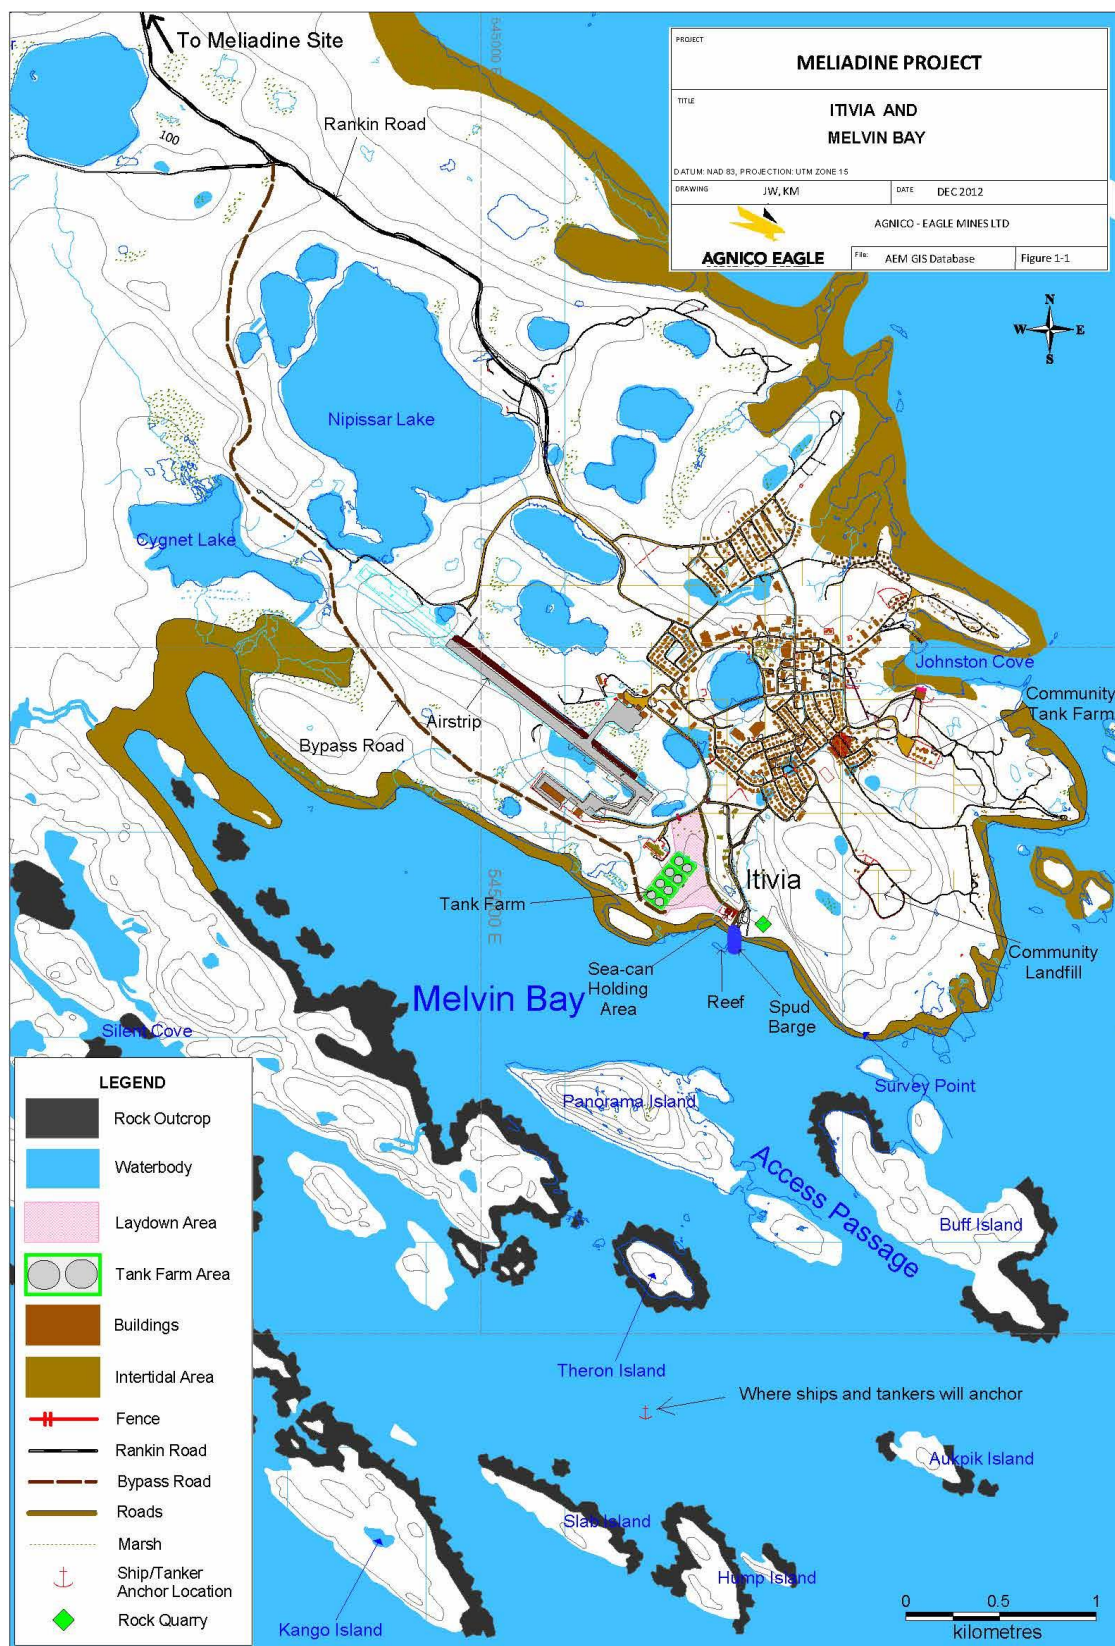 To Meliadine Site
545000 E
PROJECT
MELIADINE PROJECT
TITLE
ITIVIA AND
MELVIN BAY
DATUM: NAD 83, PROJECTION: UTM ZONE 15
DRAWING
JW, KM
DATE
DEC 2012
AGNICO EAGLE
AGNICO - EAGLE MINES LTD
File:
AEM GIS Database
Figure 1-1
Rankin Road
100
N
W
E
S
Nipissar Lake
Cygnet Lake
Johnston Cove
Community
Tank Farm
Airstrip
Bypass Road
Itivia
Tank Farm
545000 E
Community
Landfill
Sea-can
Holding
Area
Reef
Spud
Barge
Melvin Bay
Silent Cove
Survey Point
Panorama Island
Access Passage
Buff Island
Theron Island
Where ships and tankers will anchor
Aukpik Island
Slab Island
Hump Island
Kango Island
LEGEND
Rock Outcrop
Waterbody
Laydown Area
Tank Farm Area
Buildings
Intertidal Area
Fence
Rankin Road
Bypass Road
Roads
Marsh
Ship/Tanker
Anchor Location
Rock Quarry
0 0.5 1
kilometres